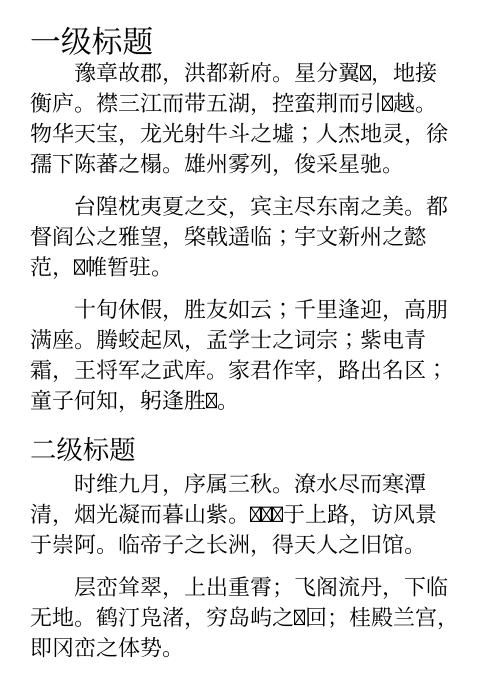 一级标题
豫章故郡，洪都新府。星分翼，地接
衡庐。襟三江而带五湖，控蛮荆而引越。
物华天宝，龙光射牛斗之墟；人杰地灵，徐
孺下陈蕃之榻。雄州雾列，俊采星驰。
台隍枕夷夏之交，宾主尽东南之美。都
督阎公之雅望，棨戟遥临；宇文新州之懿
范，帷暂驻。
十旬休假，胜友如云；千里逢迎，高朋
满座。腾蛟起凤，孟学士之词宗；紫电青
霜，王将军之武库。家君作宰，路出名区；
童子何知，躬逢胜。
二级标题
时维九月，序属三秋。潦水尽而寒潭
清，烟光凝而暮山紫。于上路，访风景
于崇阿。临帝子之长洲，得天人之旧馆。
层峦耸翠，上出重霄；飞阁流丹，下临
无地。鹤汀凫渚，穷岛屿之回；桂殿兰宫，
即冈峦之体势。